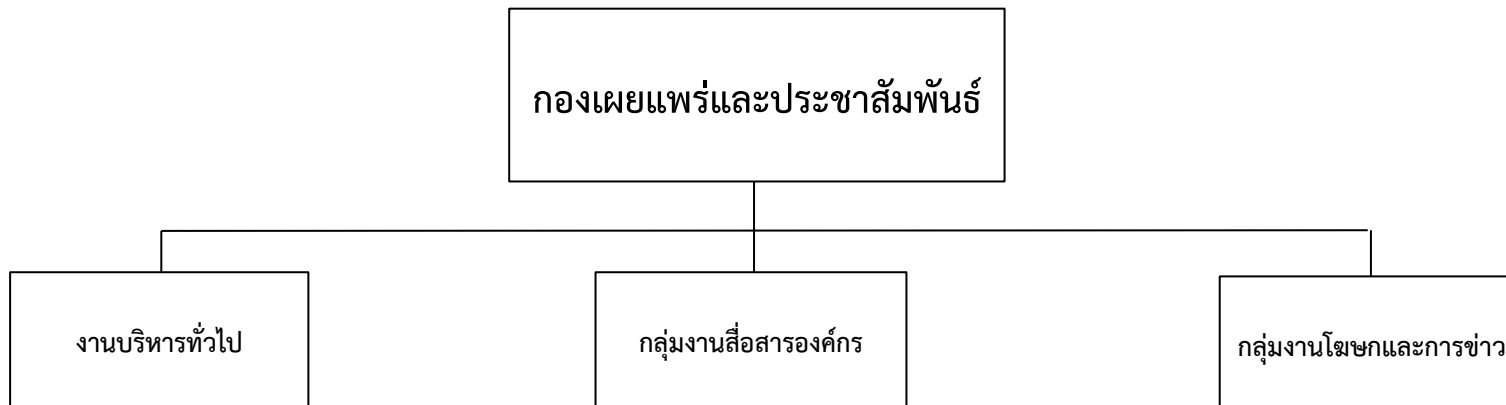 กองเผยแพร่และประชาสัมพันธ์
งานบริหารทั่วไป
กลุ่มงานสื่อสารองค์กร
กลุ่มงานโฆษกและการข่าว